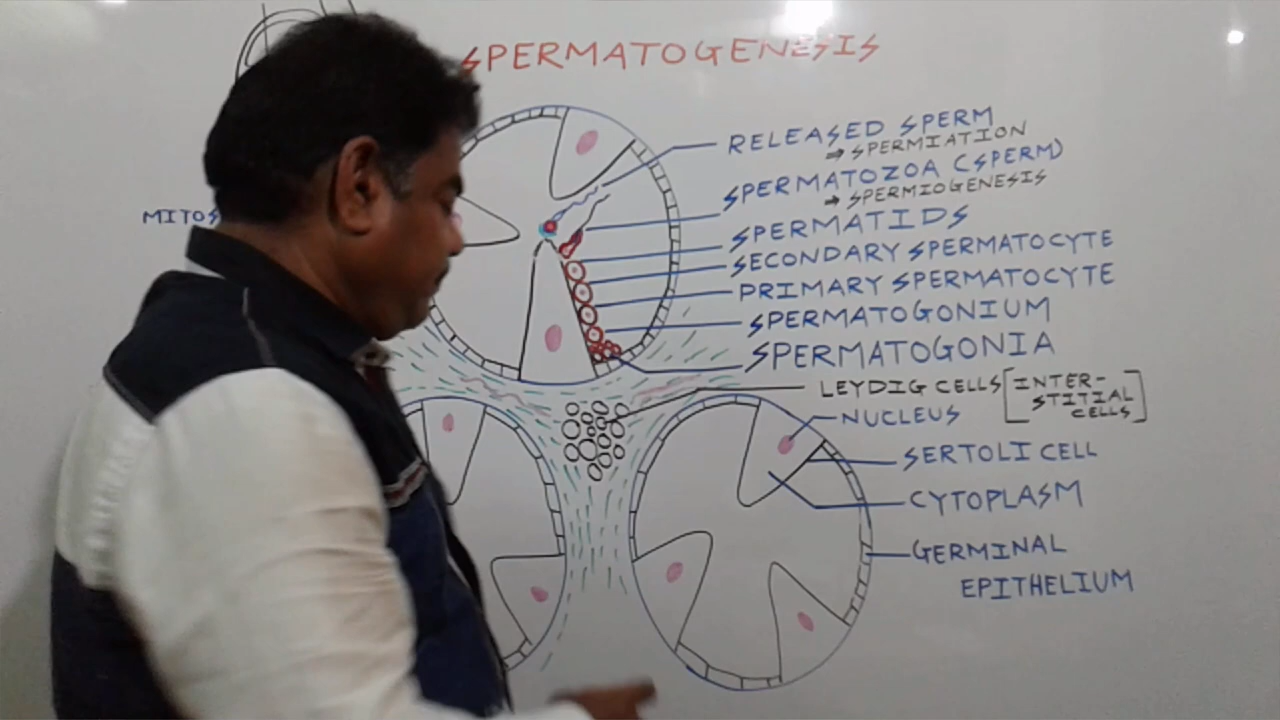 SPERMATOGENESIS
RELEASED SPERM
⇒ SPERMIATION
SPERMATOZOA (SPERM)
⇒ SPERMIOGENESIS
MITOS
SPERMATIDS
SECONDARY SPERMATOCYTE
PRIMARY SPERMATOCYTE
SPERMATOGONIUM
SPERMATOGONIA
LEYDIG CELLS [INTER-
STITIAL
CELLS]
NUCLEUS
SERTOLI CELL
CYTOPLASM
GERMINAL
EPITHELIUM